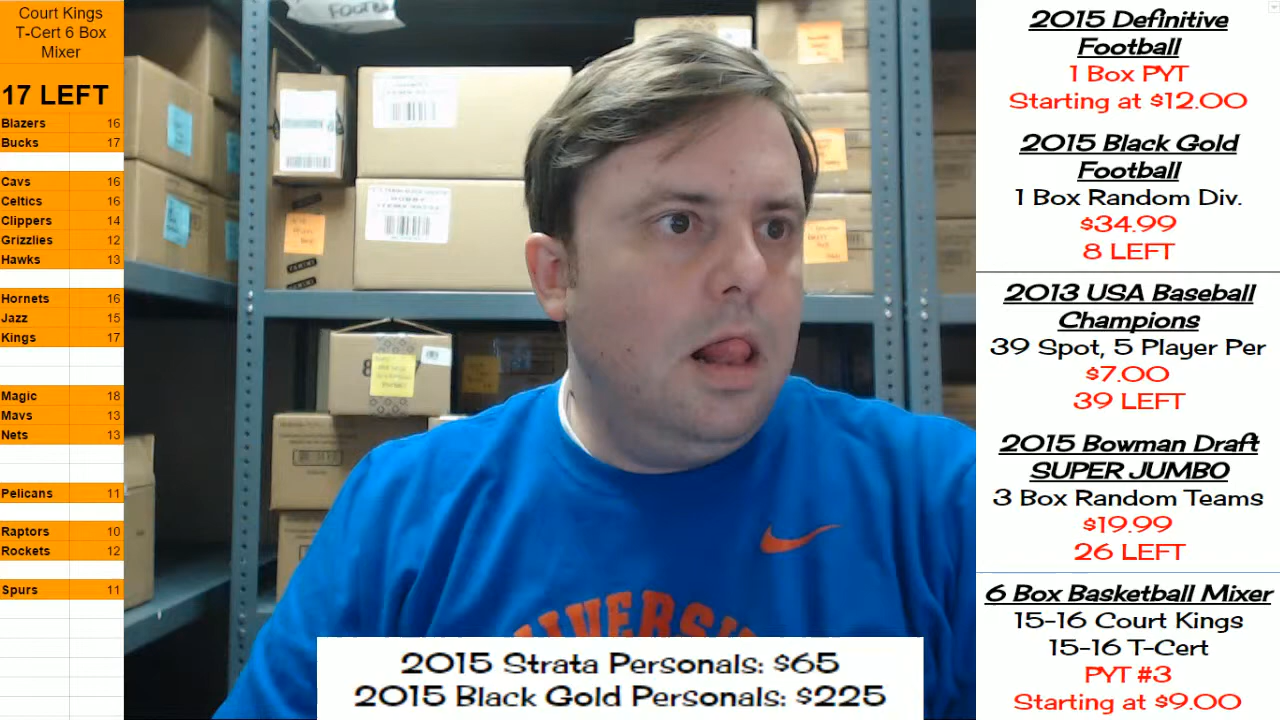 Court Kings
T-Cert 6 Box
Mixer
17 LEFT
Blazers 16
Bucks 17
Cavs 16
Celtics 16
Clippers 14
Grizzlies 12
Hawks 13
Hornets 16
Jazz 15
Kings 17
Magic 18
Mavs 13
Nets 13
Pelicans 11
Raptors 10
Rockets 12
Spurs 11
FOOTBALL
HOBBY
PANINI
2015 Strata Personals: $65
2015 Black Gold Personals: $225
2015 Definitive
Football
1 Box PYT
Starting at $12.00
2015 Black Gold
Football
1 Box Random Div.
$34.99
8 LEFT
2013 USA Baseball
Champions
39 Spot, 5 Player Per
$7.00
39 LEFT
2015 Bowman Draft
SUPER JUMBO
3 Box Random Teams
$19.99
26 LEFT
6 Box Basketball Mixer
15-16 Court Kings
15-16 T-Cert
PYT #3
Starting at $9.00